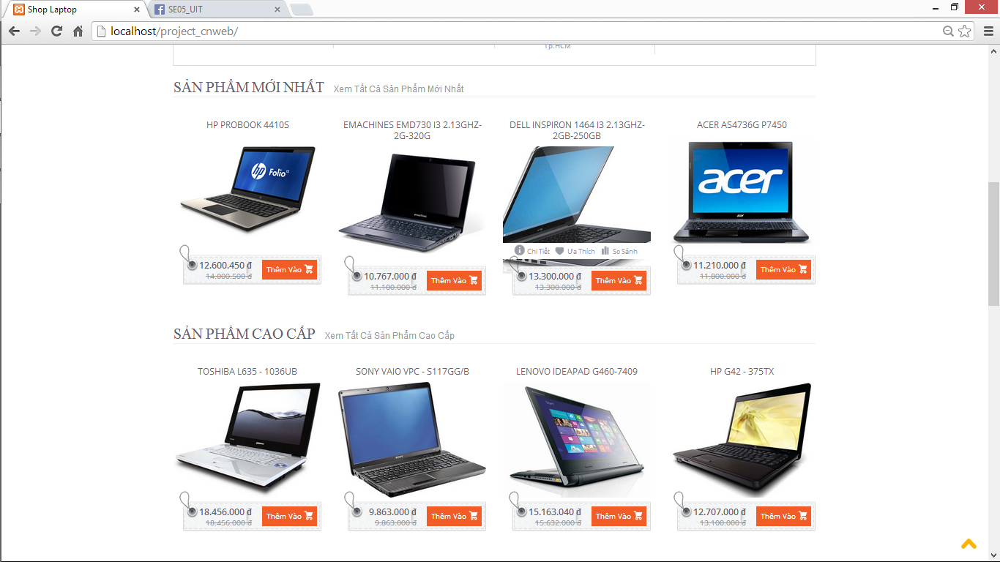 Shop Laptop
SE05_UIT
localhost/project_cnweb/
Tp.HCM
SẢN PHẨM MỚI NHẤT Xem Tất Cả Sản Phẩm Mới Nhất
HP PROBOOK 4410S
hp Folio 13
12.600.450 đ
14.000.500 đ
Thêm Vào
EMACHINES EMD730 I3 2.13GHZ-
2G-320G
10.767.000 đ
11.100.000 đ
Thêm Vào
DELL INSPIRON 1464 I3 2.13GHZ-
2GB-250GB
Chi Tiết Ưa Thích So Sánh
13.300.000 đ
13.300.000 đ
Thêm Vào
ACER AS4736G P7450
acer
acer
11.210.000 đ
11.800.000 đ
Thêm Vào
SẢN PHẨM CAO CẤP Xem Tất Cả Sản Phẩm Cao Cấp
TOSHIBA L635 - 1036UB
18.456.000 đ
18.456.000 đ
Thêm Vào
SONY VAIO VPC - S117GG/B
SONY
9.863.000 đ
9.863.000 đ
Thêm Vào
LENOVO IDEAPAD G460-7409
Start
15.163.040 đ
15.632.000 đ
Thêm Vào
HP G42 - 375TX
12.707.000 đ
13.100.000 đ
Thêm Vào